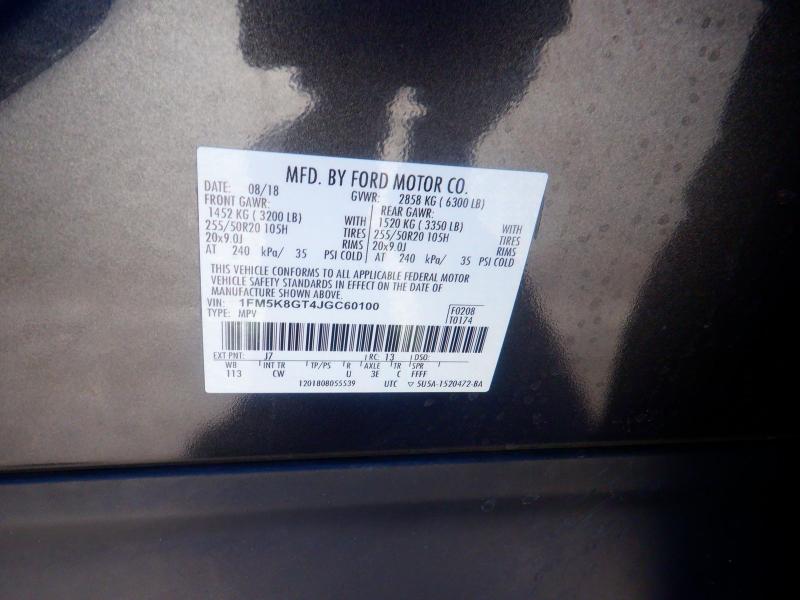 MFD. BY FORD MOTOR CO.
DATE: 08/18 GVWR: 2858 KG ( 6300 LB)
FRONT GAWR: REAR GAWR:
1452 KG ( 3200 LB) WITH 1520 KG ( 3350 LB) WITH
255/50R20 105H TIRES 255/50R20 105H TIRES
20x9.0J RIMS 20x9.0J RIMS
AT 240 kPa/ 35 PSI COLD AT 240 kPa/ 35 PSI COLD
THIS VEHICLE CONFORMS TO ALL APPLICABLE FEDERAL MOTOR
VEHICLE SAFETY STANDARDS IN EFFECT ON THE DATE OF
MANUFACTURE SHOWN ABOVE.
VIN: 1FM5K8GT4JGC60100 F0208
TYPE: MPV T0174
EXT PNT: J7 RC: 13 DSO:
WB INT TR TP/PS R AXLE TR SPR
113 CW U 3E C FFFF
1201808055539 UTC ▽ 5U5A-1520472-BA